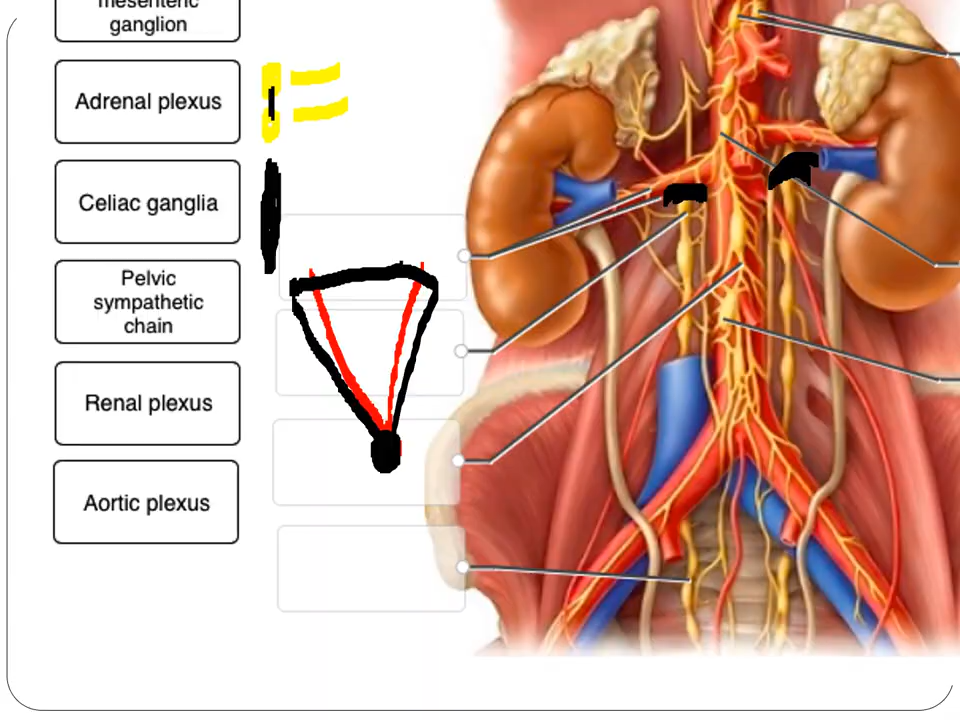 mesenteric
ganglion
Adrenal plexus
Celiac ganglia
Pelvic
sympathetic
chain
Renal plexus
Aortic plexus